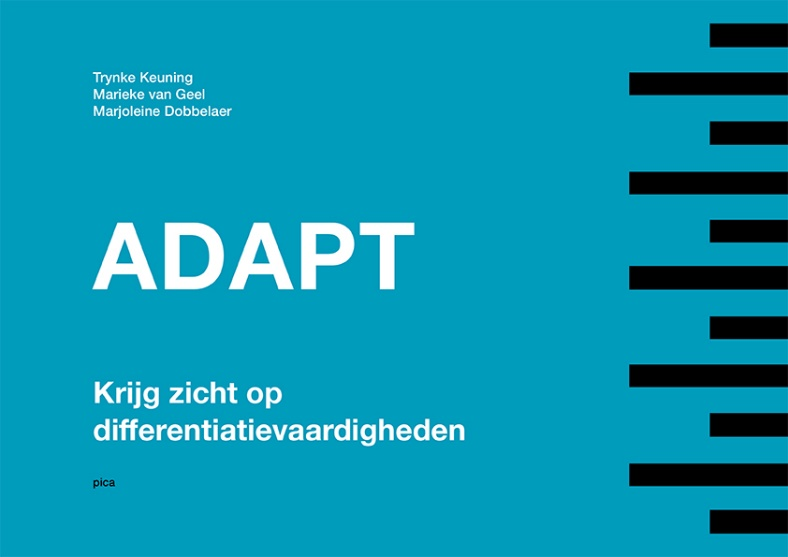 Trynke Keuning
Marieke van Geel
Marjoleine Dobbelaer
ADAPT
Krijg zicht op
differentiatievaardigheden
pica